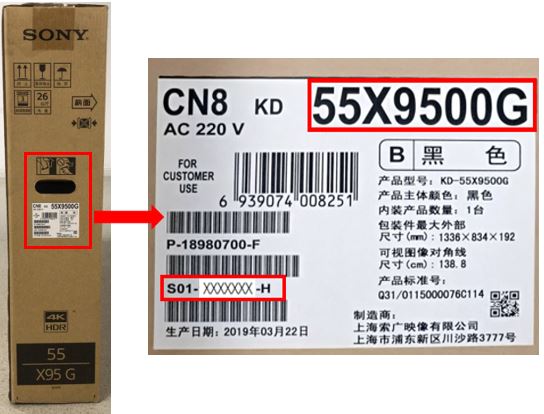 SONY
26
前面
CN8 55X9500G
4K
HDR
55
X95 G
CN8 KD 55X9500G
AC 220 V
B 黑 色
FOR
CUSTOMER
USE
6 939074 008251
P-18980700-F
S01-XXXXXXX-H
生产日期：2019年03月22日
产品型号：KD-55X9500G
产品主体颜色：黑色
内装产品数量：1台
包装件最大外部
尺寸(mm)：1336×834×192
可视图像对角线
尺寸(cm)：138.8
产品标准号：
Q31/0115000076C114
制造商：
上海索广映像有限公司
上海市浦东新区川沙路3777号